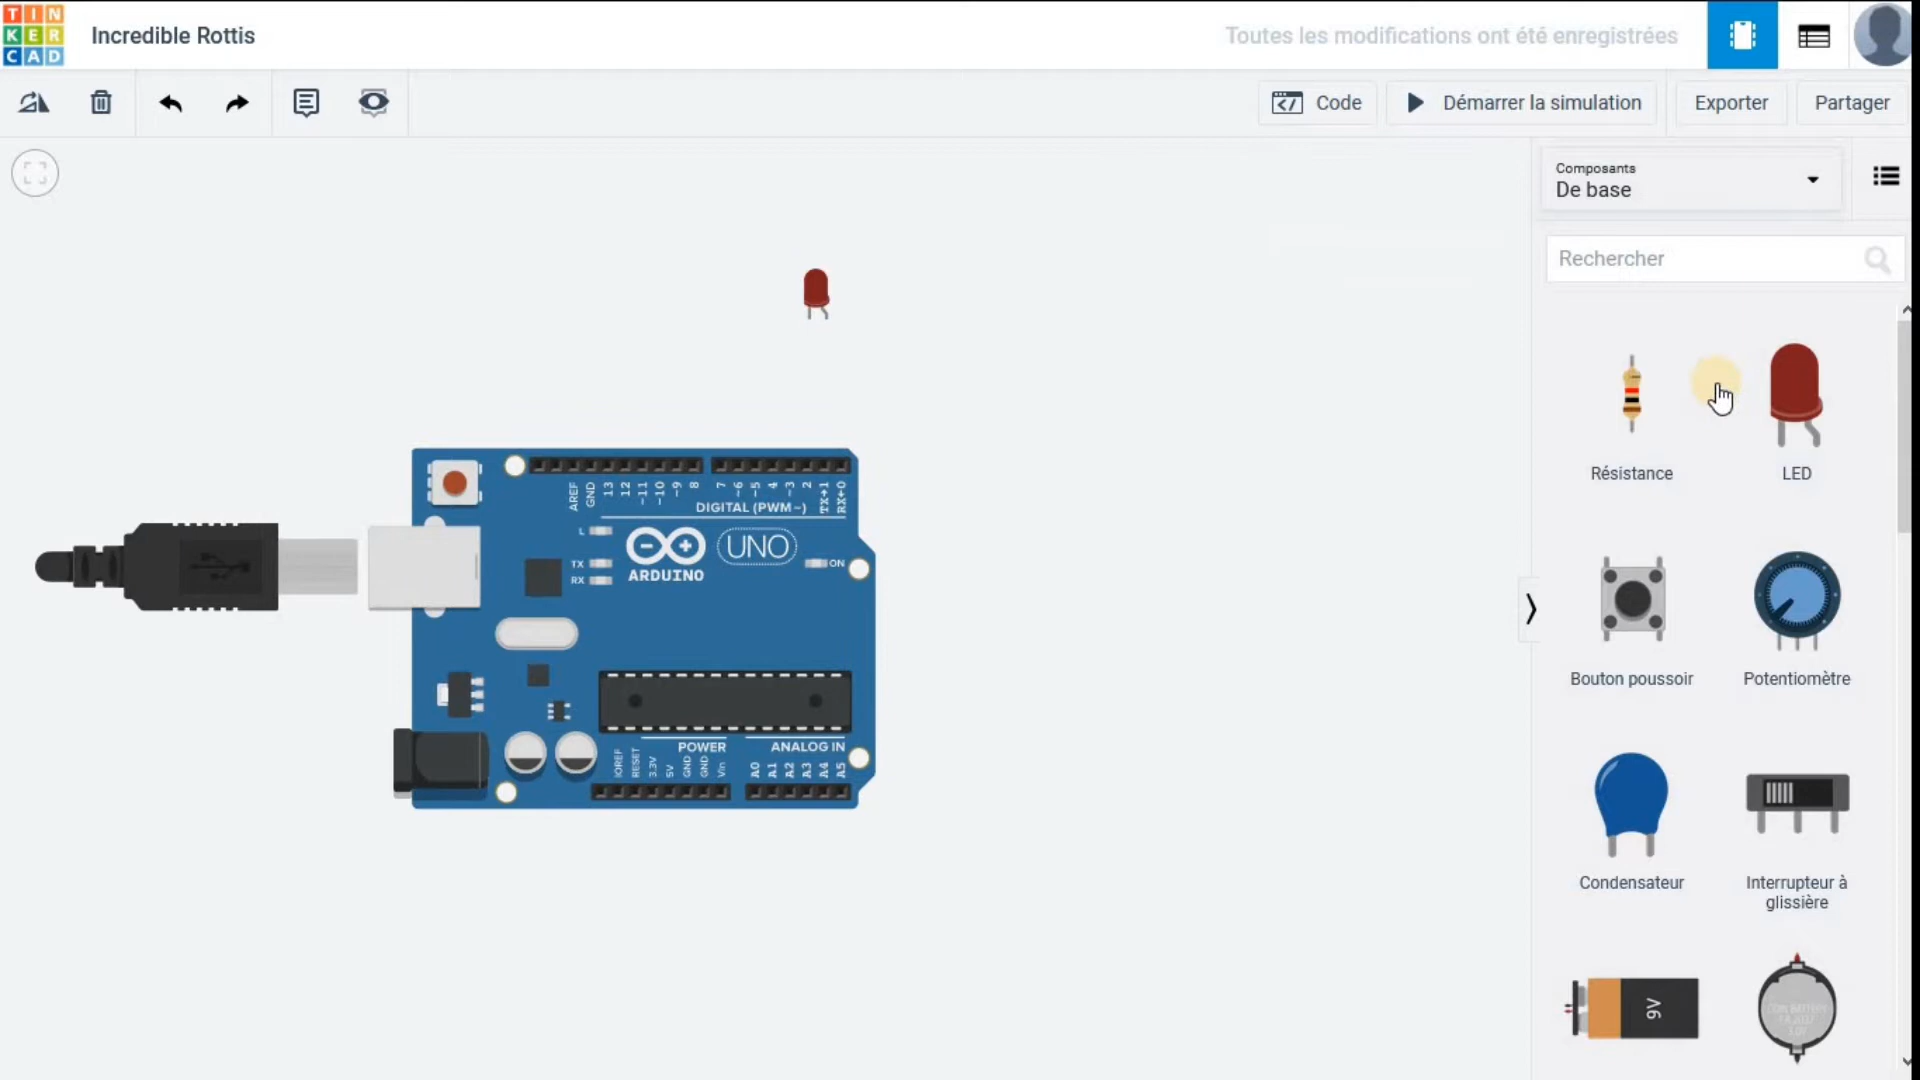 TIN
KER
CAD
Incredible Rottis
Toutes les modifications ont été enregistrées
Code
Démarrer la simulation
Exporter
Partager
Composants
De base
Rechercher
Résistance
LED
Bouton poussoir
Potentiomètre
Condensateur
Interrupteur à
glissière
9V
AREF
GND
13
12
~11
~10
~9
8
7
~6
~5
4
~3
2
TX→1
RX←0
DIGITAL (PWM~)
L
TX
RX
ARDUINO
UNO
ON
POWER
ANALOG IN
IOREF
RESET
3.3V
5V
GND
GND
Vin
A0
A1
A2
A3
A4
A5